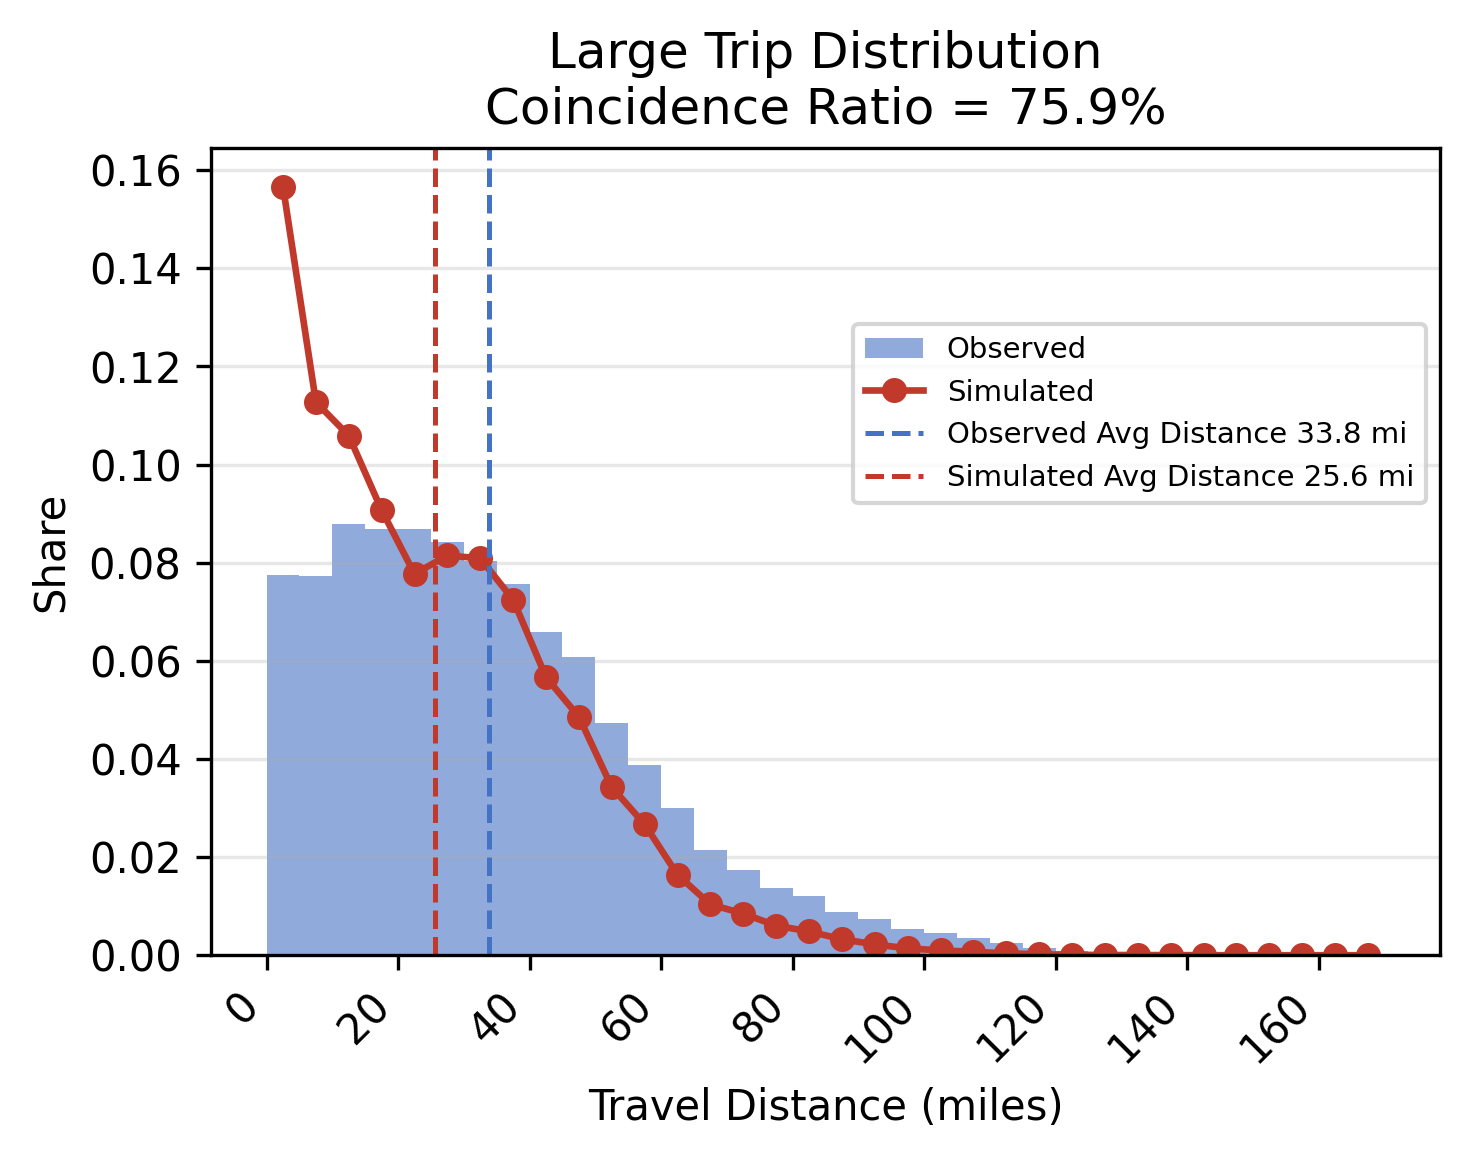 Large Trip Distribution
Coincidence Ratio = 75.9%
0.16
0.14
0.12
0.10
0.08
0.06
0.04
0.02
0.00
Share
Observed
Simulated
Observed Avg Distance 33.8 mi
Simulated Avg Distance 25.6 mi
0
20
40
60
80
100
120
140
160
Travel Distance (miles)